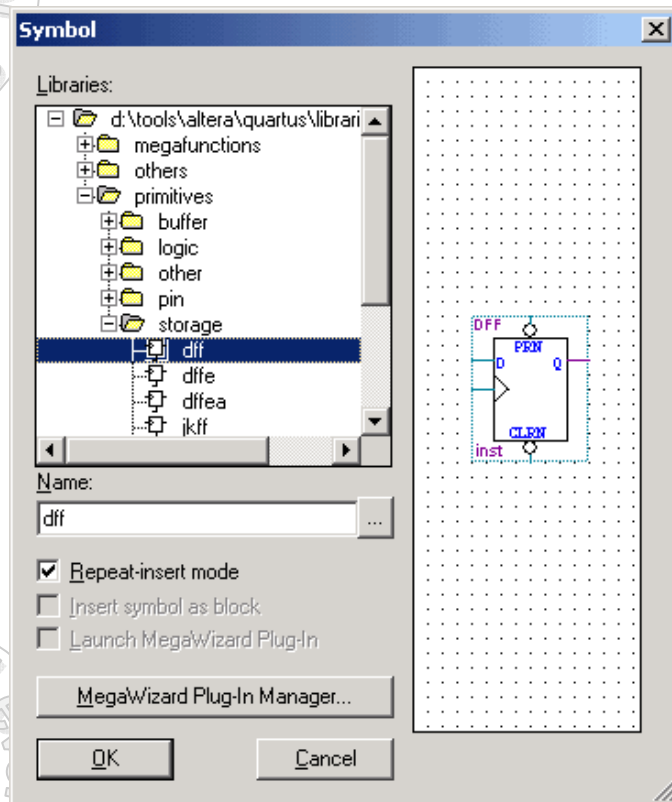 Symbol
Libraries:
d:\tools\altera\quartus\librari
megafunctions
others
primitives
buffer
logic
other
pin
storage
dff
dffe
dffea
jkff
Name:
dff
...
Repeat-insert mode
Insert symbol as block
Launch MegaWizard Plug-In
MegaWizard Plug-In Manager...
OK
Cancel
DFF
PRN
D Q
CLRN
inst